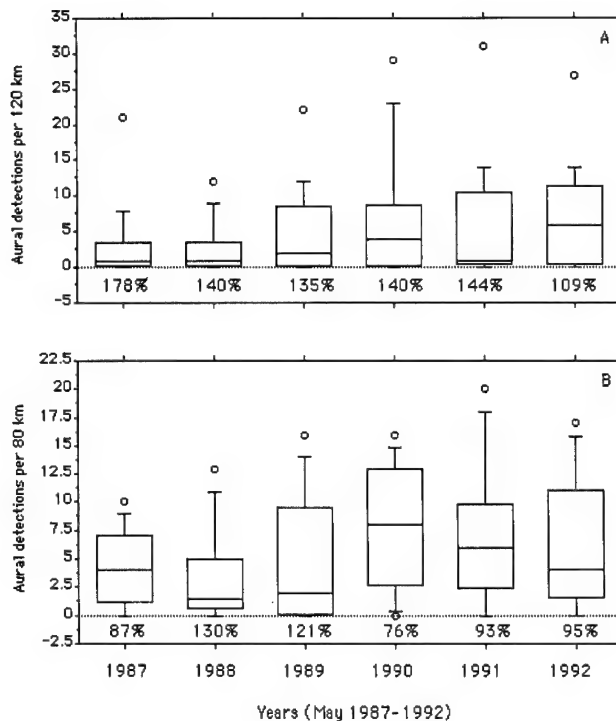 A
Aural detections per 120 km
35
30
25
20
15
10
5
0
-5
178% 140% 135% 140% 144% 109%
B
Aural detections per 80 km
22.5
20
17.5
15
12.5
10
7.5
5
2.5
0
-2.5
87% 130% 121% 76% 93% 95%
1987 1988 1989 1990 1991 1992
Years (May 1987-1992)